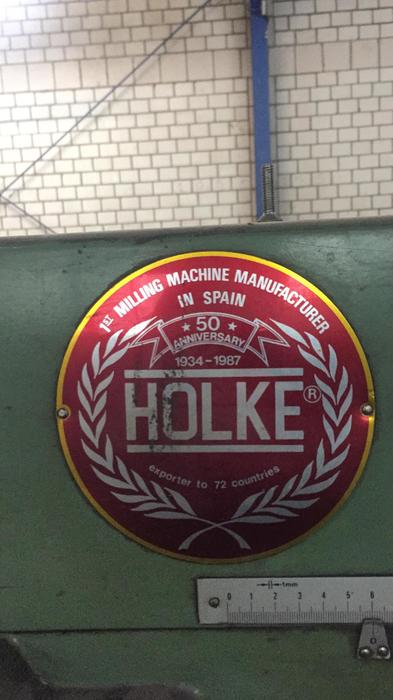 1ST MILLING MACHINE MANUFACTURER
IN SPAIN
50
ANNIVERSARY
1934-1987
HOLKE®
exporter to 72 countries
1mm
0 1 2 3 4 5 6
0